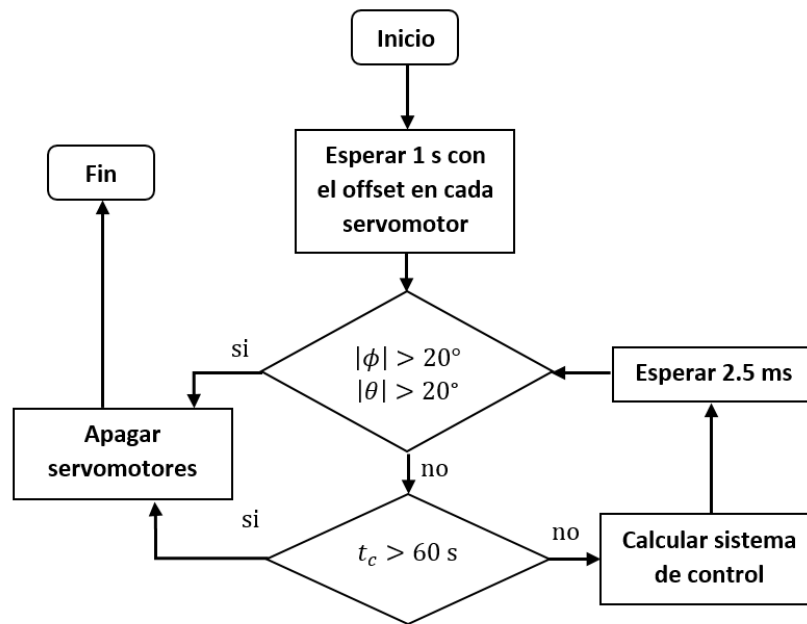 Inicio
Esperar 1 s con
el offset en cada
servomotor
Fin
si
|ϕ| > 20°
|θ| > 20°
Esperar 2.5 ms
Apagar
servomotores
no
si
t_c > 60 s
no
Calcular sistema
de control